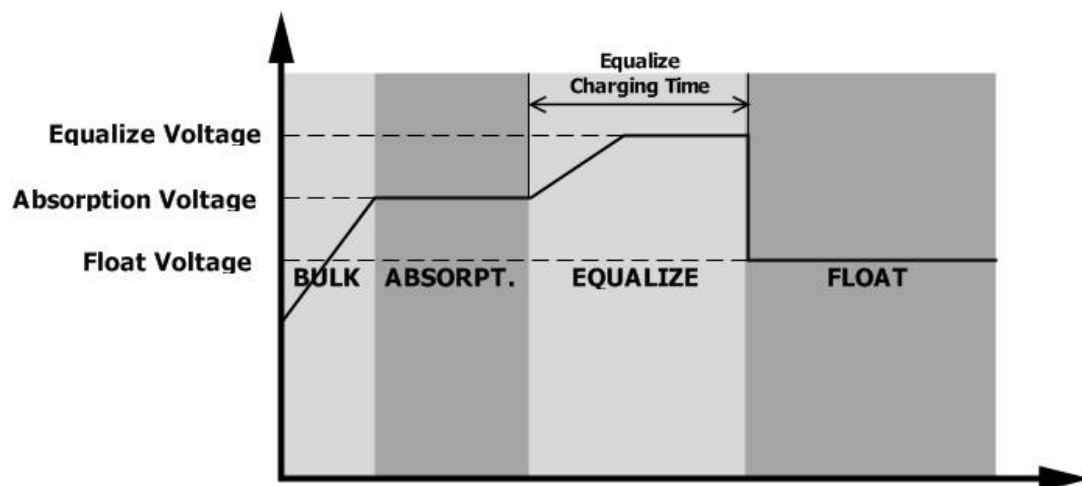 Equalize
Charging Time
Equalize Voltage
Absorption Voltage
Float Voltage
BULK
ABSORPT.
EQUALIZE
FLOAT